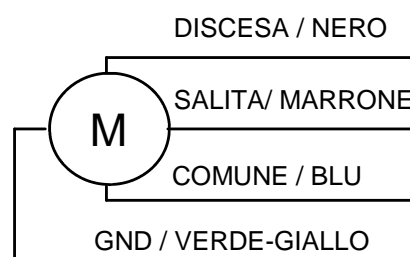 DISCESA / NERO
SALITA/ MARRONE
M
COMUNE / BLU
GND / VERDE-GIALLO